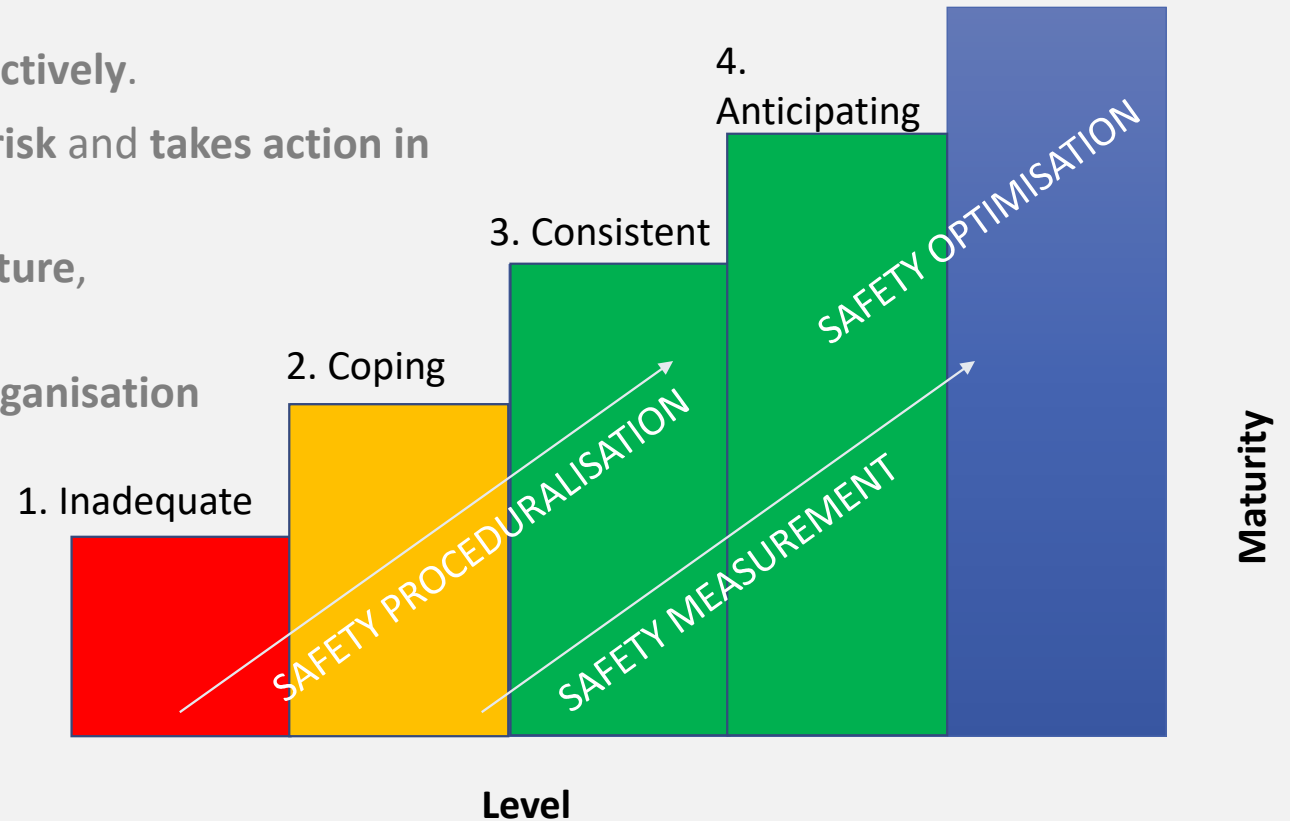 ctively.
risk and takes action in
ture,
ganisation
1. Inadequate
2. Coping
3. Consistent
4.
Anticipating
SAFETY PROCEDURALISATION
SAFETY MEASUREMENT
SAFETY OPTIMISATION
Maturity
Level